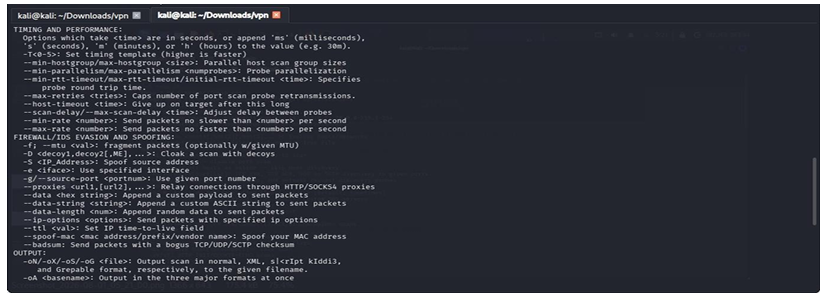 kali@kali: ~/Downloads/vpn kali@kali: ~/Downloads/vpn
TIMING AND PERFORMANCE:
Options which take <time> are in seconds, or append 'ms' (milliseconds),
's' (seconds), 'm' (minutes), or 'h' (hours) to the value (e.g. 30m).
-T<0-5>: Set timing template (higher is faster)
--min-hostgroup/max-hostgroup <size>: Parallel host scan group sizes
--min-parallelism/max-parallelism <numprobes>: Probe parallelization
--min-rtt-timeout/max-rtt-timeout/initial-rtt-timeout <time>: Specifies
probe round trip time.
--max-retries <tries>: Caps number of port scan probe retransmissions.
--host-timeout <time>: Give up on target after this long
--scan-delay/--max-scan-delay <time>: Adjust delay between probes
--min-rate <number>: Send packets no slower than <number> per second
--max-rate <number>: Send packets no faster than <number> per second
FIREWALL/IDS EVASION AND SPOOFING:
-f; --mtu <val>: fragment packets (optionally w/given MTU)
-D <decoy1,decoy2[,ME],...>: Cloak a scan with decoys
-S <IP_Address>: Spoof source address
-e <iface>: Use specified interface
-g/--source-port <portnum>: Use given port number
--proxies <url1,[url2],...>: Relay connections through HTTP/SOCKS4 proxies
--data <hex string>: Append a custom payload to sent packets
--data-string <string>: Append a custom ASCII string to sent packets
--data-length <num>: Append random data to sent packets
--ip-options <options>: Send packets with specified ip options
--ttl <val>: Set IP time-to-live field
--spoof-mac <mac address/prefix/vendor name>: Spoof your MAC address
--badsum: Send packets with a bogus TCP/UDP/SCTP checksum
OUTPUT:
-oN/-oX/-oS/-oG <file>: Output scan in normal, XML, s|<rIpt kIddi3,
and Grepable format, respectively, to the given filename.
-oA <basename>: Output in the three major formats at once